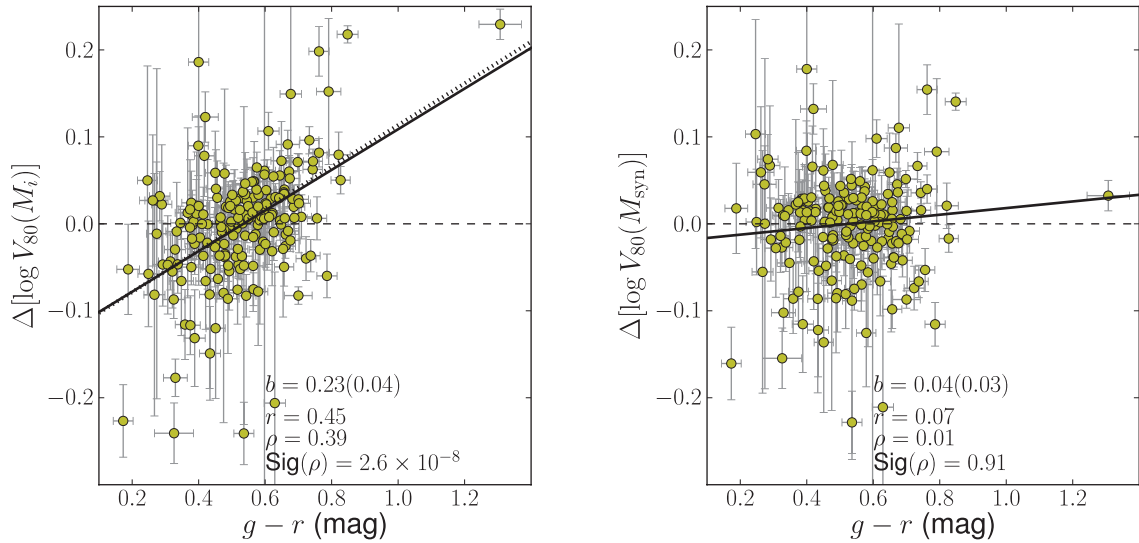 Δ[log V₈₀(Mᵢ)]
0.2
0.1
0.0
−0.1
−0.2
b = 0.23(0.04)
r = 0.45
ρ = 0.39
Sig(ρ) = 2.6 × 10⁻⁸
0.2 0.4 0.6 0.8 1.0 1.2
g − r (mag)
Δ[log V₈₀(M_syn)]
0.2
0.1
0.0
−0.1
−0.2
b = 0.04(0.03)
r = 0.07
ρ = 0.01
Sig(ρ) = 0.91
0.2 0.4 0.6 0.8 1.0 1.2
g − r (mag)